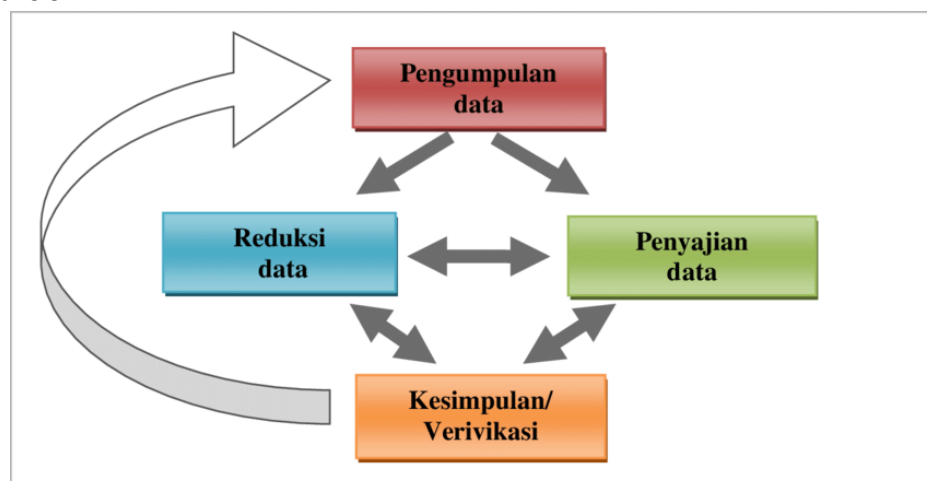 Pengumpulan
data
Reduksi
data
Penyajian
data
Kesimpulan/
Verivikasi